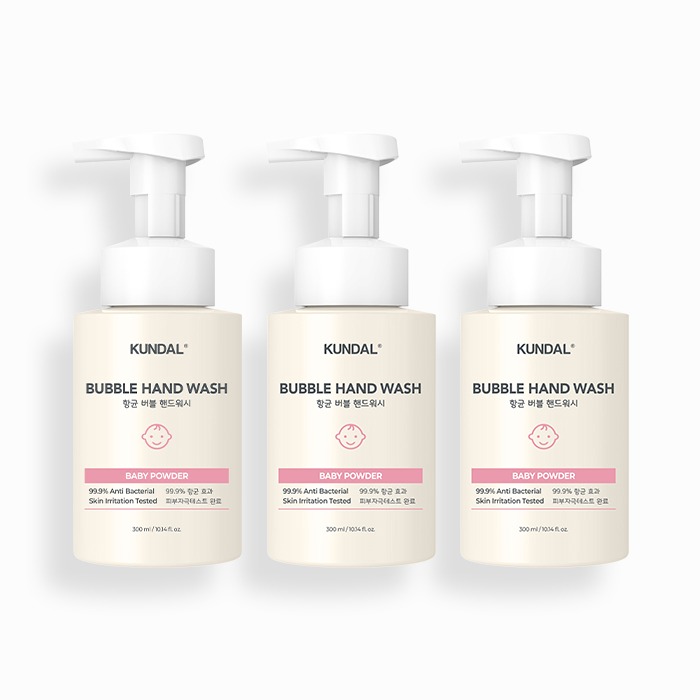 KUNDAL®
BUBBLE HAND WASH
항균 버블 핸드워시
BABY POWDER
99.9% Anti Bacterial 99.9% 항균 효과
Skin Irritation Tested 피부자극테스트 완료
300 ml / 10.14 fl. oz.
KUNDAL®
BUBBLE HAND WASH
항균 버블 핸드워시
BABY POWDER
99.9% Anti Bacterial 99.9% 항균 효과
Skin Irritation Tested 피부자극테스트 완료
300 ml / 10.14 fl. oz.
KUNDAL®
BUBBLE HAND WASH
항균 버블 핸드워시
BABY POWDER
99.9% Anti Bacterial 99.9% 항균 효과
Skin Irritation Tested 피부자극테스트 완료
300 ml / 10.14 fl. oz.